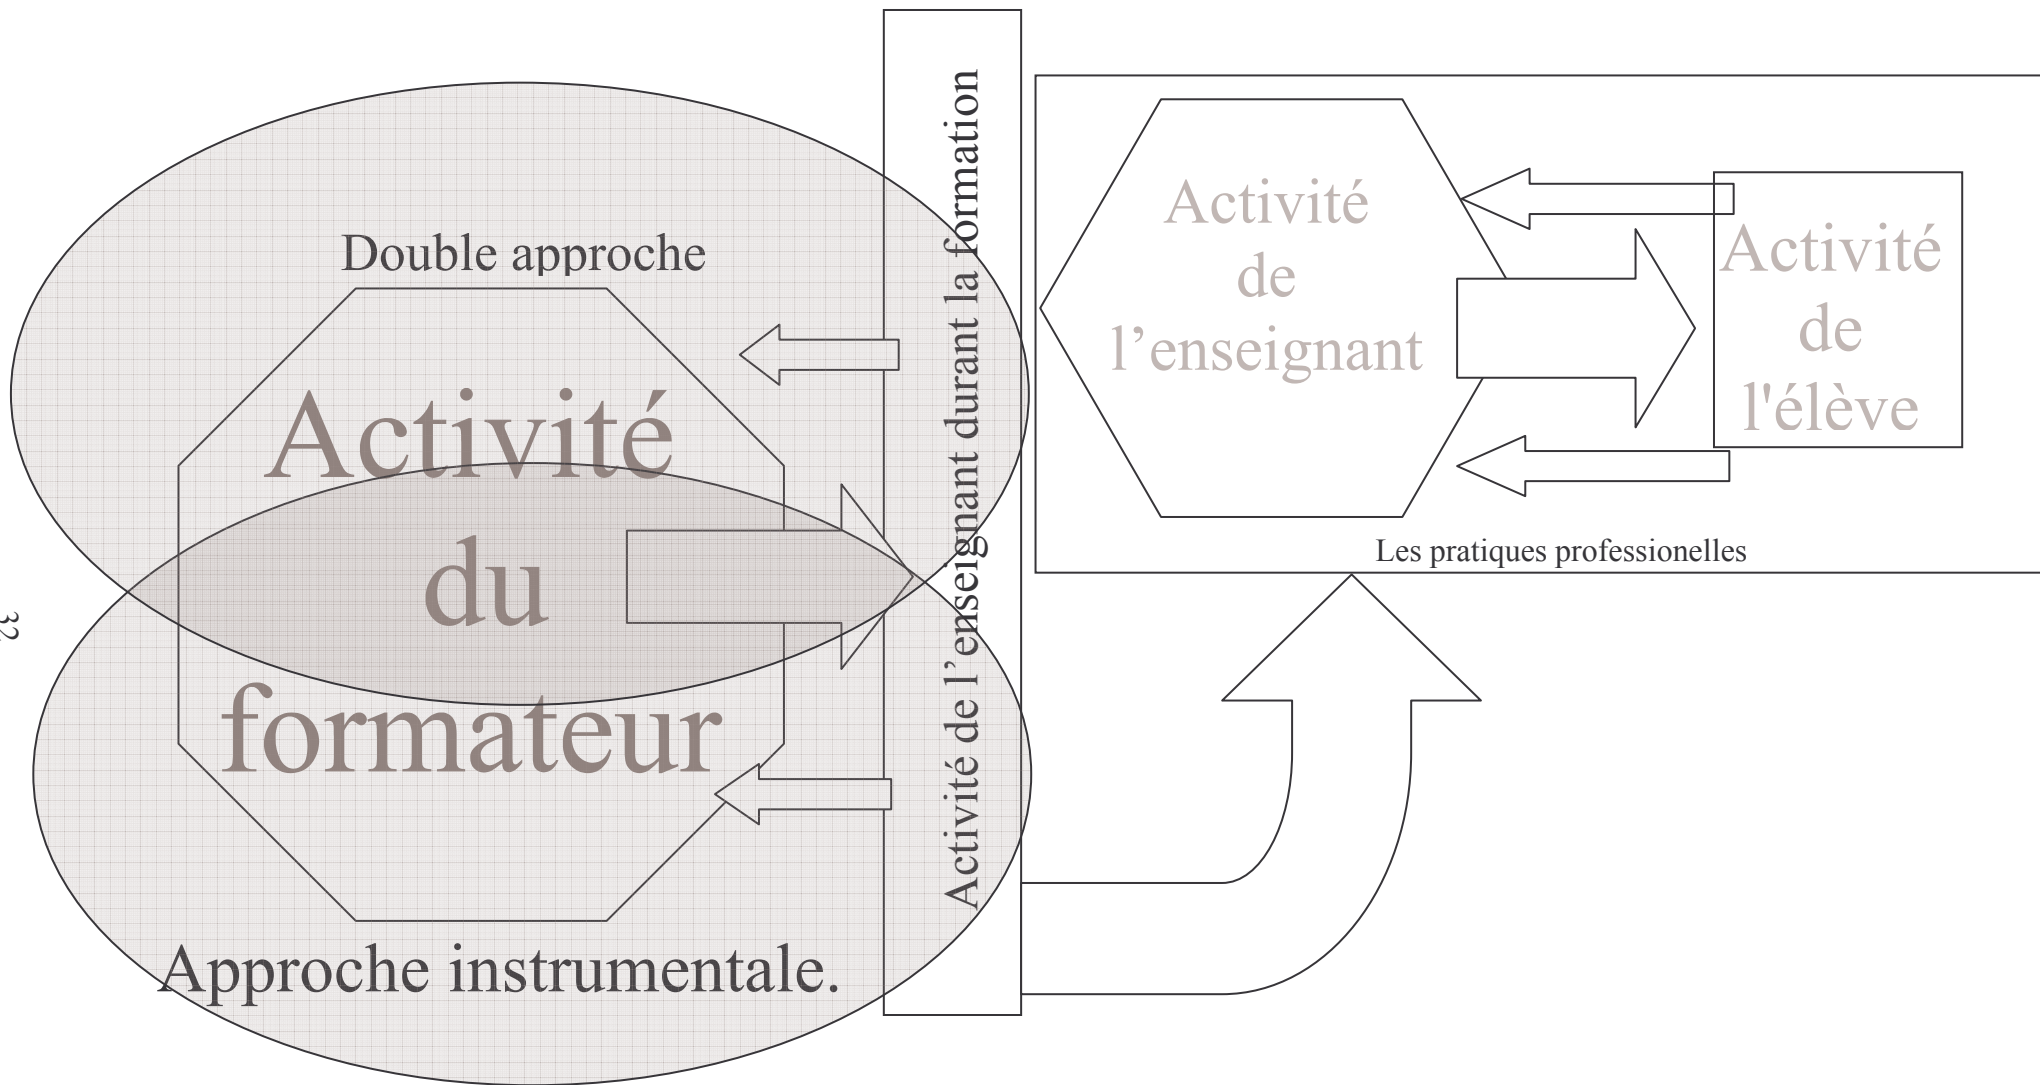 Double approche
Activité
du
formateur
Approche instrumentale.
Activité de l’enseignant durant la formation
Activité
de
l’enseignant
Activité
de
l'élève
Les pratiques professionelles
32